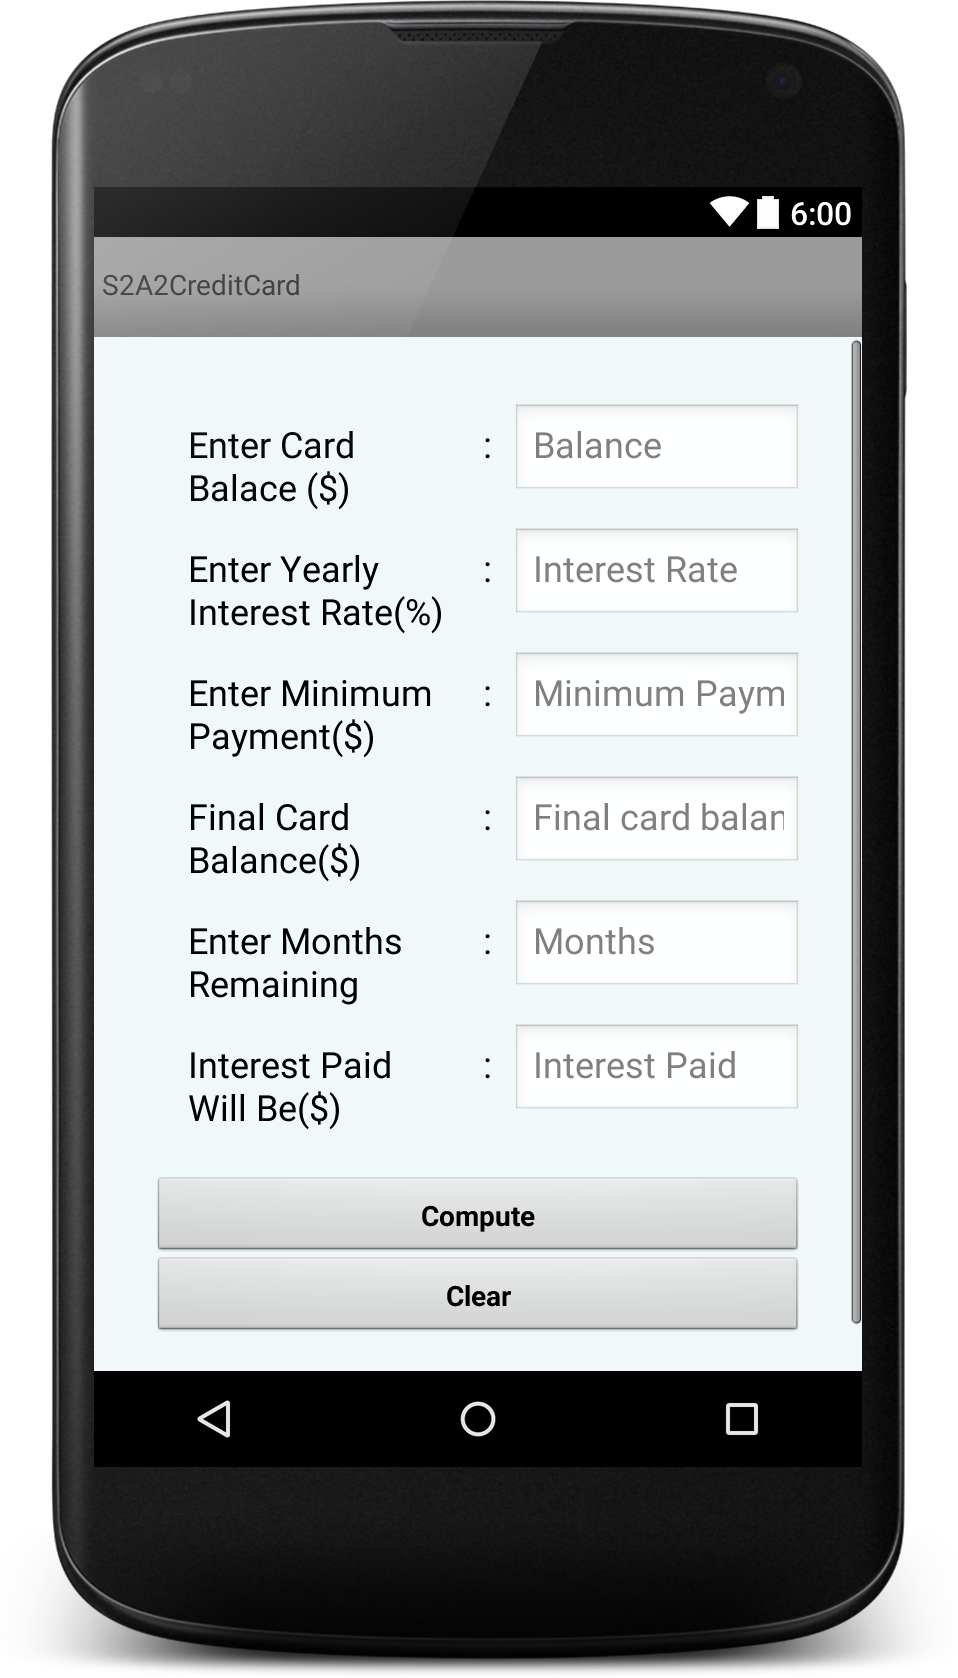 6:00
S2A2CreditCard
Enter Card : Balance
Balace ($)
Enter Yearly : Interest Rate
Interest Rate(%)
Enter Minimum : Minimum Paym
Payment($)
Final Card : Final card balan
Balance($)
Enter Months : Months
Remaining
Interest Paid : Interest Paid
Will Be($)
Compute
Clear